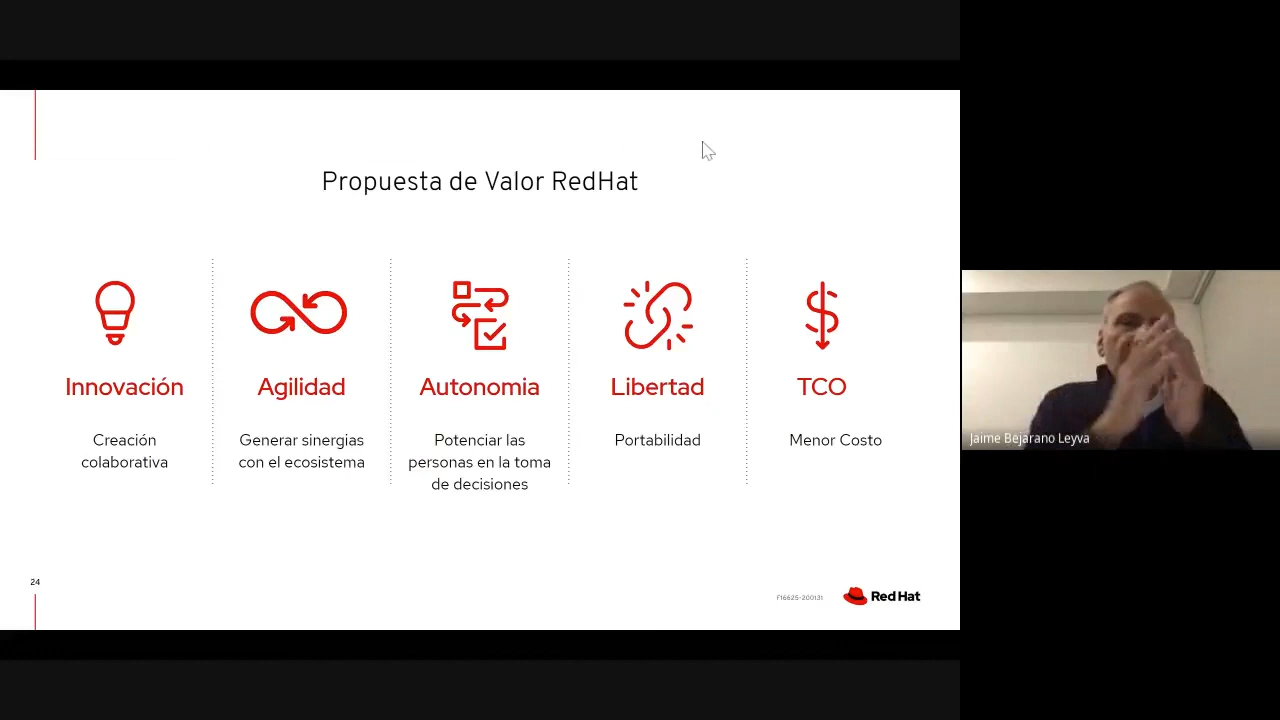 Propuesta de Valor RedHat
Innovación
Agilidad
Autonomia
Libertad
TCO
Creación
colaborativa
Generar sinergias
con el ecosistema
Potenciar las
personas en la toma
de decisiones
Portabilidad
Menor Costo
24
F16625-200131
Red Hat
Jaime Bejarano Leyva